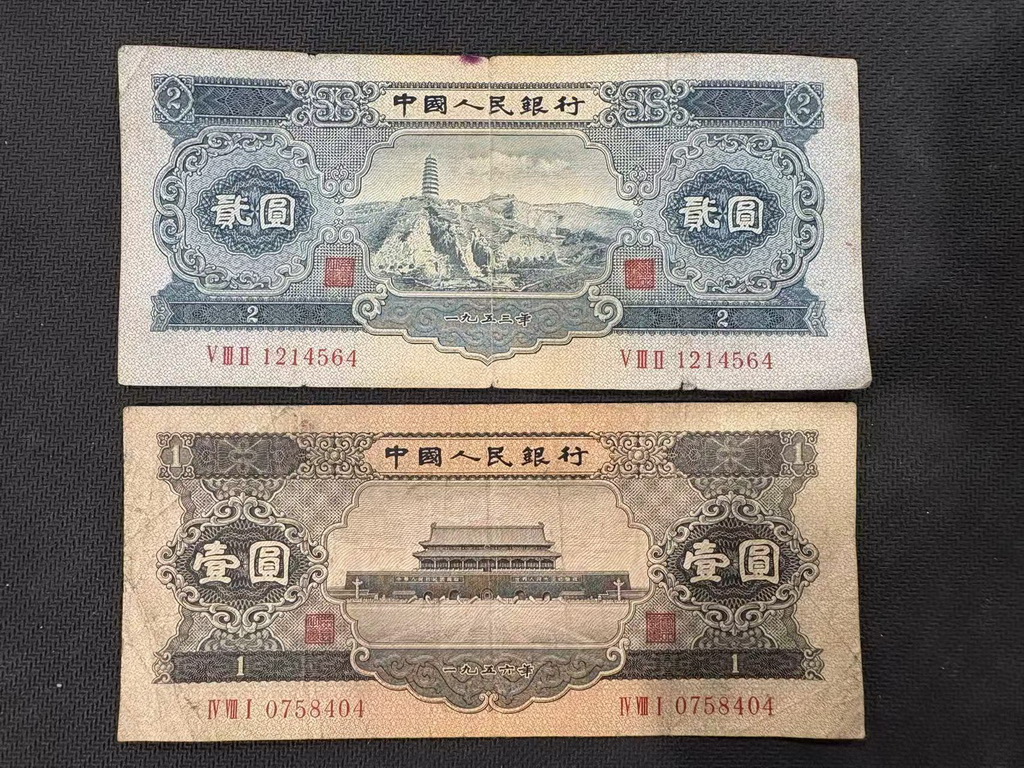 2 中國人民銀行 2
貳圓 貳圓
2 一九五三年 2
V III II 1214564 V III II 1214564
1 中國人民銀行 1
壹圓 壹圓
1 一九五六年 1
IV VIII I 0758404 IV VIII I 0758404